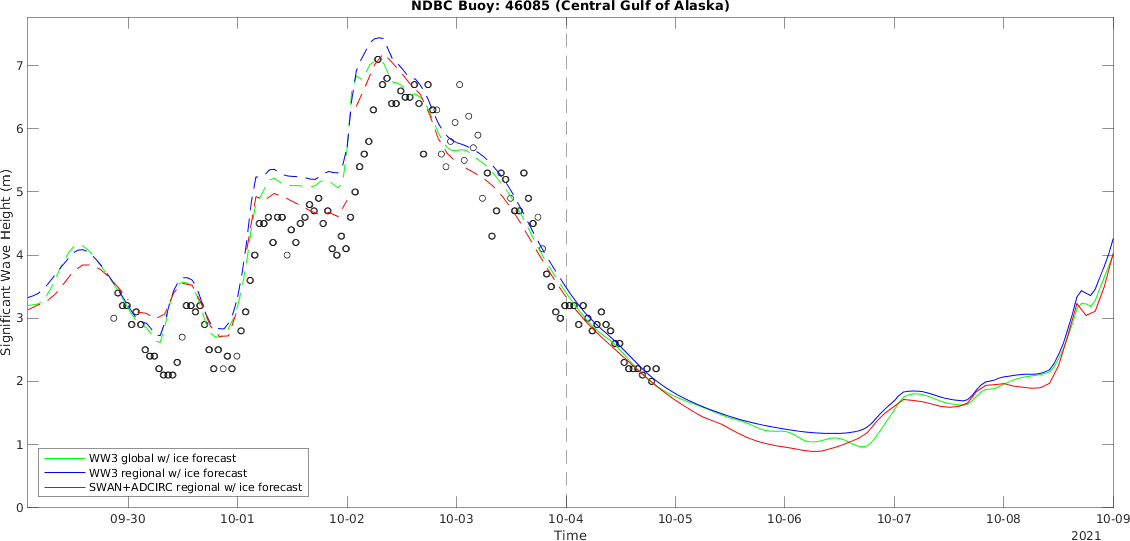 NDBC Buoy: 46085 (Central Gulf of Alaska)
Significant Wave Height (m)
7
6
5
4
3
2
1
0
WW3 global w/ ice forecast
WW3 regional w/ ice forecast
SWAN+ADCIRC regional w/ ice forecast
09-30 10-01 10-02 10-03 10-04 10-05 10-06 10-07 10-08 10-09
Time 2021